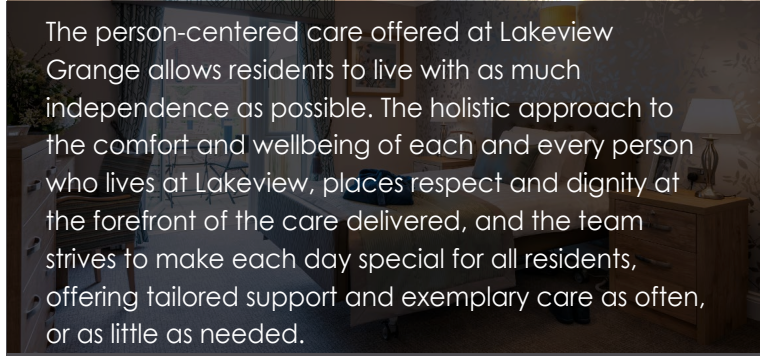 The person-centered care offered at Lakeview
Grange allows residents to live with as much
independence as possible. The holistic approach to
the comfort and wellbeing of each and every person
who lives at Lakeview, places respect and dignity at
the forefront of the care delivered, and the team
strives to make each day special for all residents,
offering tailored support and exemplary care as often,
or as little as needed.